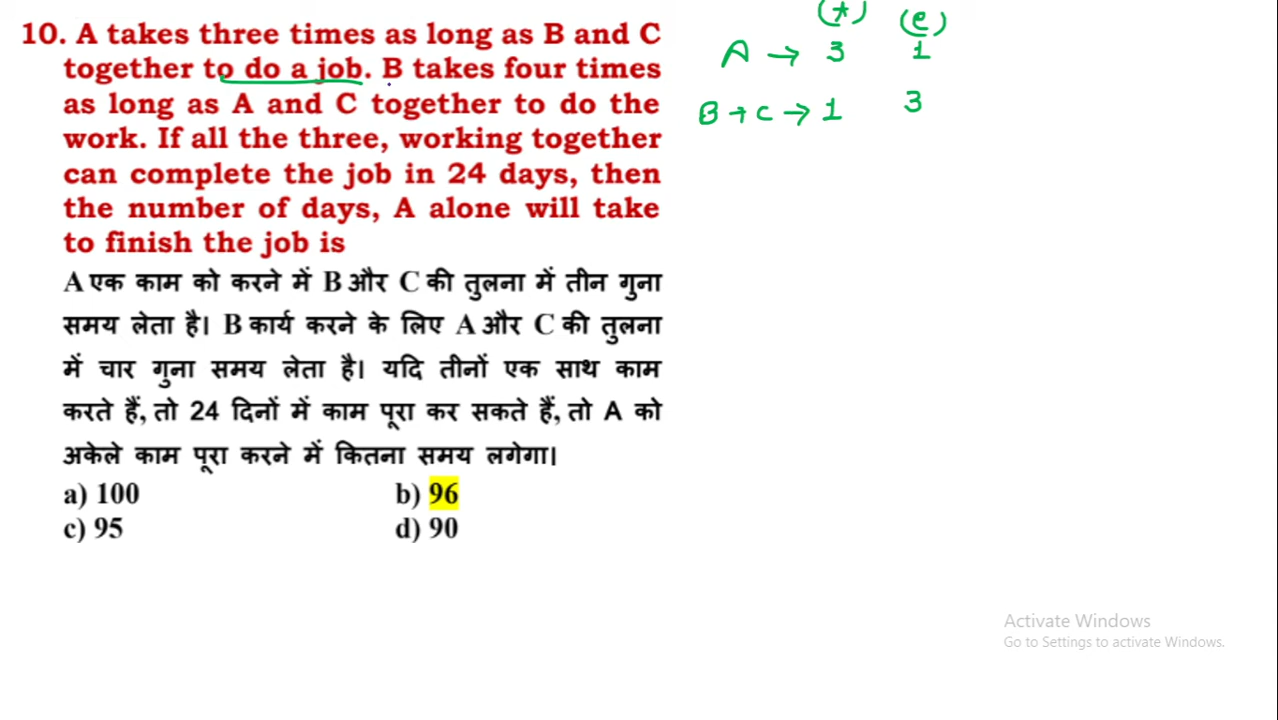 10. A takes three times as long as B and C
together to do a job. B takes four times
as long as A and C together to do the
work. If all the three, working together
can complete the job in 24 days, then
the number of days, A alone will take
to finish the job is
A एक काम को करने में B और C की तुलना में तीन गुना
समय लेता है। B कार्य करने के लिए A और C की तुलना
में चार गुना समय लेता है। यदि तीनों एक साथ काम
करते हैं, तो 24 दिनों में काम पूरा कर सकते हैं, तो A को
अकेले काम पूरा करने में कितना समय लगेगा।
a) 100 b) 96
c) 95 d) 90
(t) (e)
A → 3 1
B + C → 1 3
Activate Windows
Go to Settings to activate Windows.